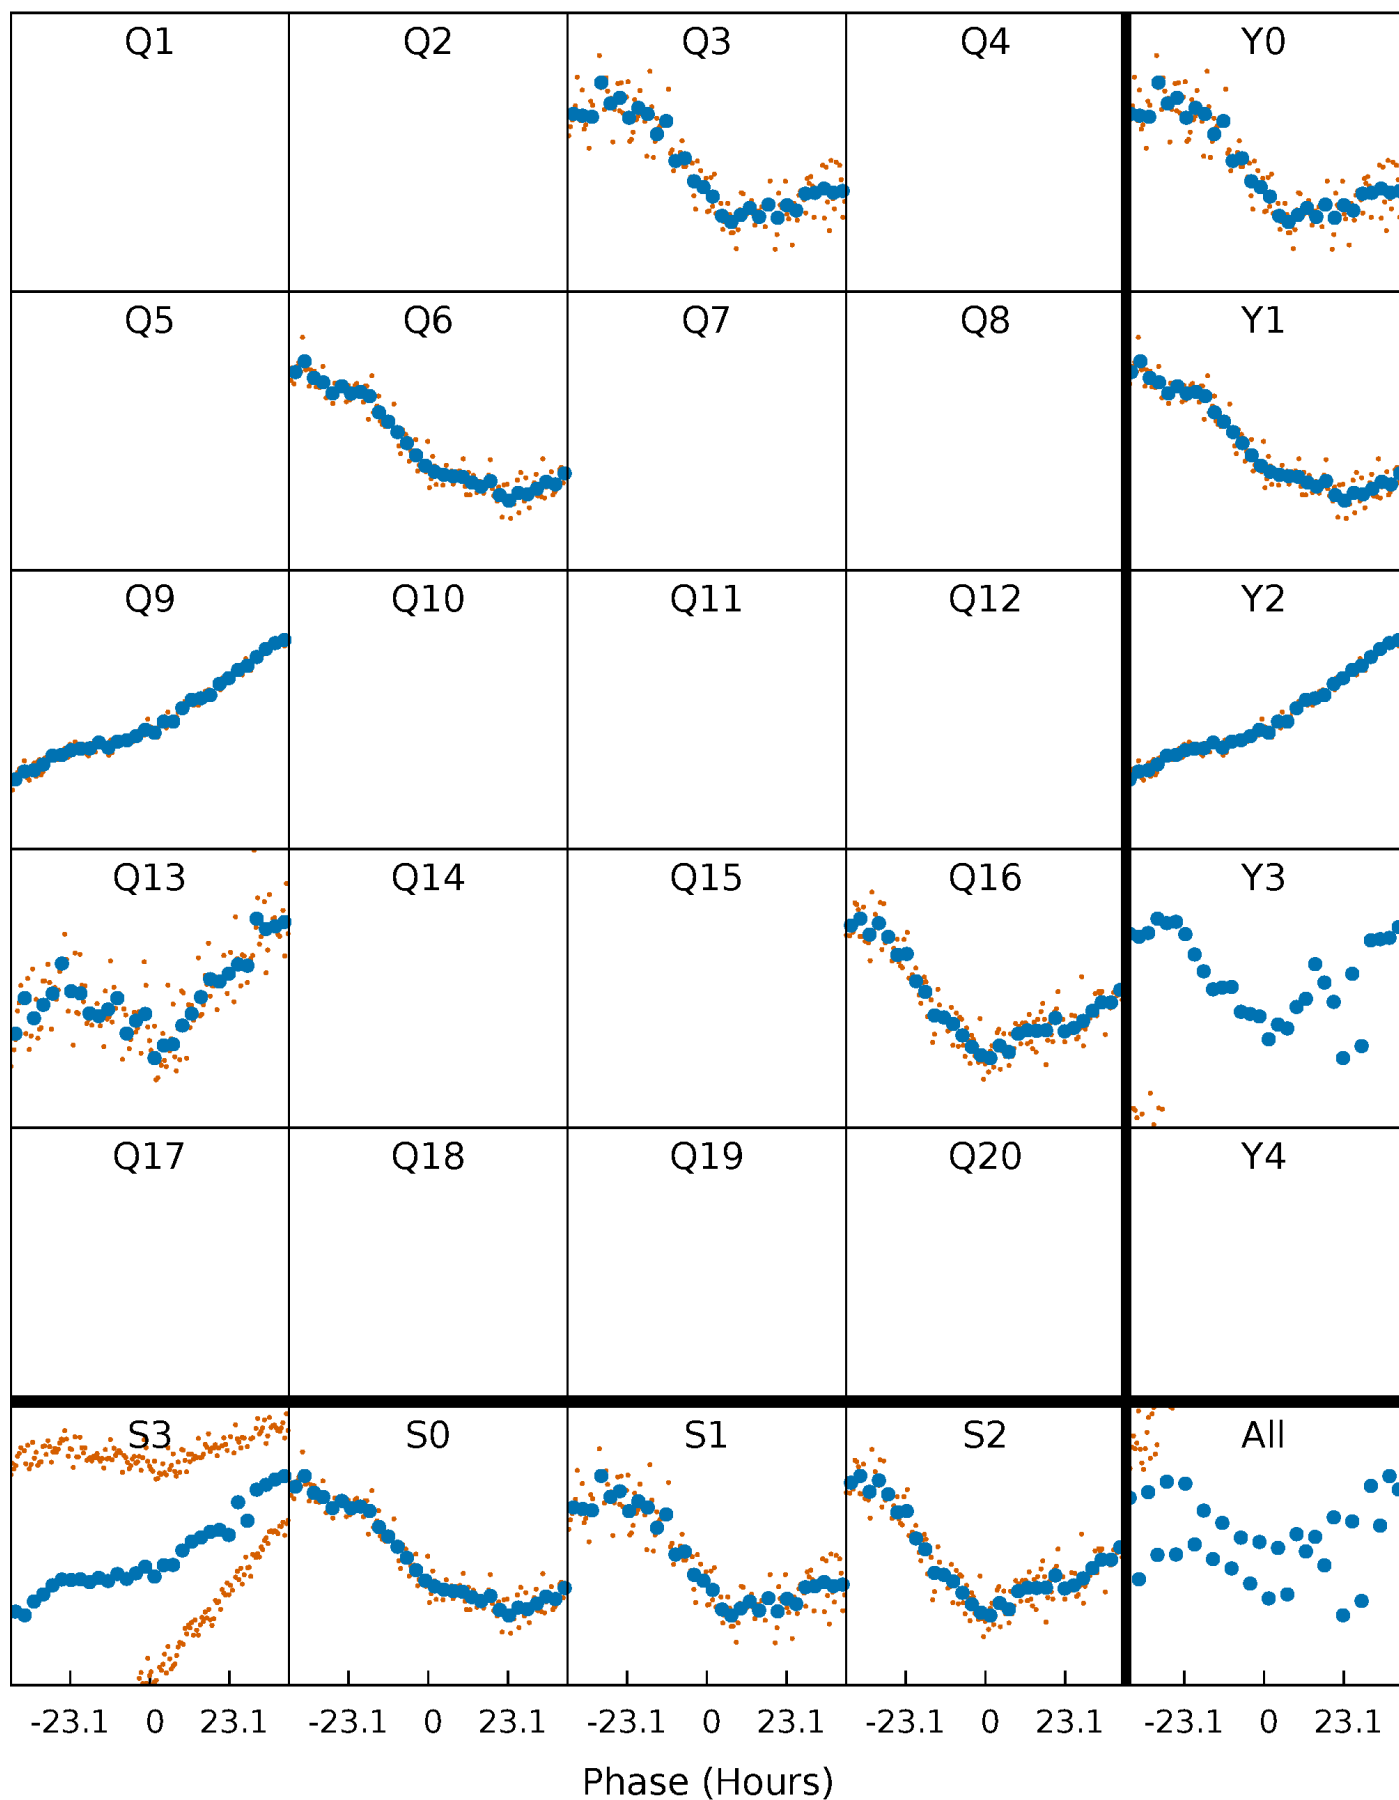 Q1 Q2 Q3 Q4 Y0
Q5 Q6 Q7 Q8 Y1
Q9 Q10 Q11 Q12 Y2
Q13 Q14 Q15 Q16 Y3
Q17 Q18 Q19 Q20 Y4
S3 S0 S1 S2 All
-23.1 0 23.1 -23.1 0 23.1 -23.1 0 23.1 -23.1 0 23.1 -23.1 0 23.1
Phase (Hours)